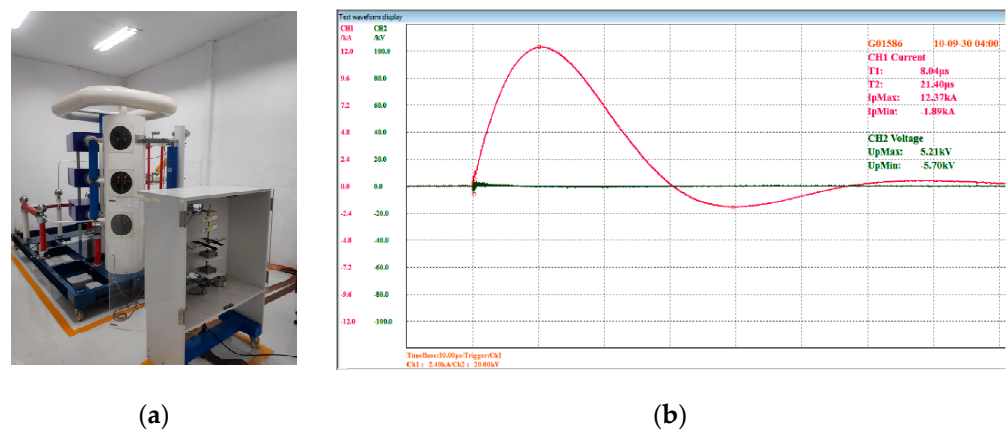 Test waveform display
CH1 CH2
/kA /kV
12.0 100.0
9.6 80.0
7.2 60.0
4.8 40.0
2.4 20.0
0.0 0.0
-2.4 -20.0
-4.8 -40.0
-7.2 -60.0
-9.6 -80.0
-12.0 -100.0
G01586 10-09-30 04:00
CH1 Current
T1: 8.04μs
T2: 21.40μs
IpMax: 12.37kA
IpMin: -1.89kA
CH2 Voltage
UpMax: 5.21kV
UpMin: -5.70kV
TimeBase:10.00μs/Trigger:Ch1
Ch1 : 2.40kA/Ch2 : 20.00kV
(a) (b)